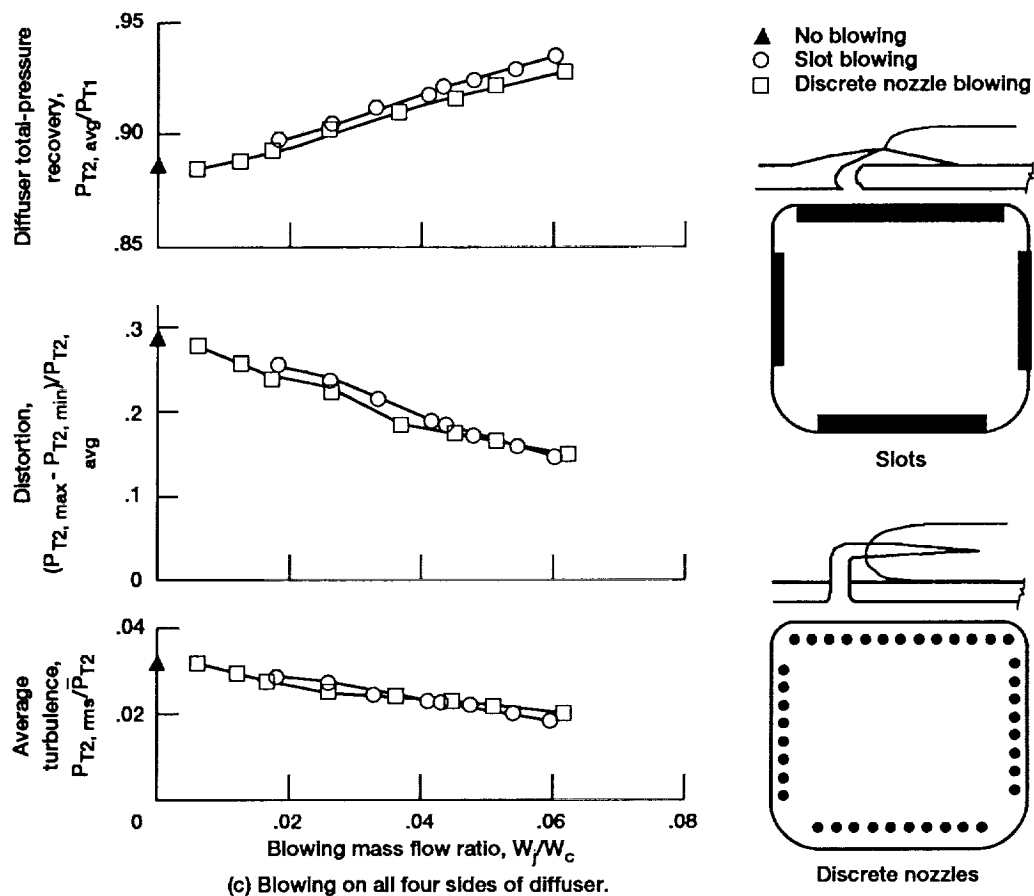 .95
.90
.85
Diffuser total-pressure
recovery,
P_T2, avg/P_T1
No blowing
Slot blowing
Discrete nozzle blowing
.3
.2
.1
0
Distortion,
(P_T2, max - P_T2, min)/P_T2,
avg
Slots
.04
.02
0
Average
turbulence,
P_T2, rms/P̅_T2
0
.02
.04
.06
.08
Blowing mass flow ratio, W_j/W_c
(c) Blowing on all four sides of diffuser.
Discrete nozzles